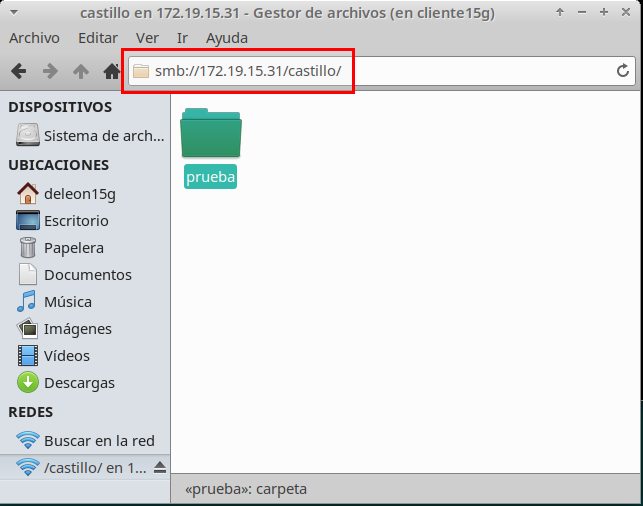 castillo en 172.19.15.31 - Gestor de archivos (en cliente15g)
Archivo Editar Ver Ir Ayuda
smb://172.19.15.31/castillo/
DISPOSITIVOS
Sistema de arch...
UBICACIONES
deleon15g
Escritorio
Papelera
Documentos
Música
Imágenes
Vídeos
Descargas
REDES
Buscar en la red
/castillo/ en 1...
prueba
«prueba»: carpeta